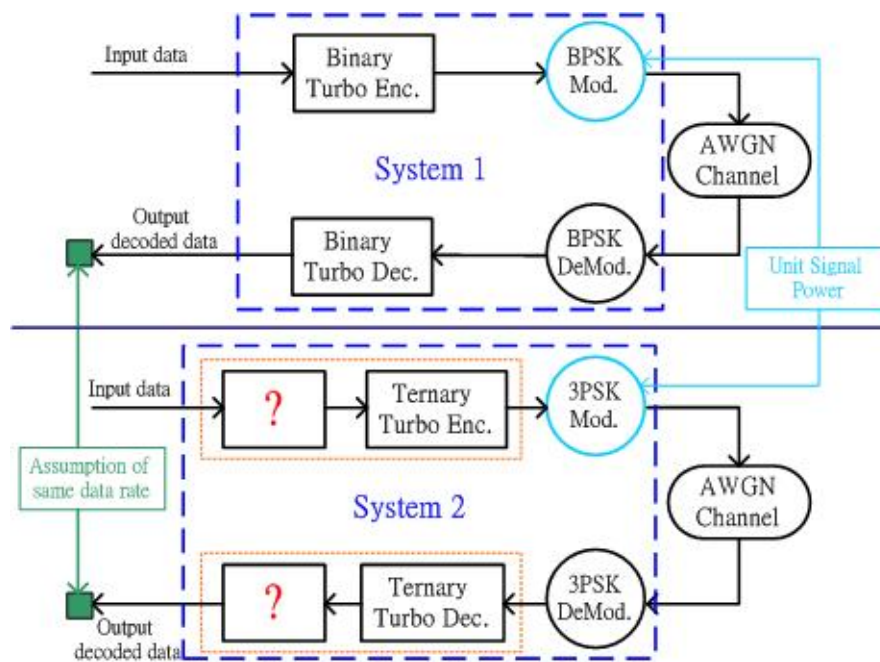 Input data
Binary
Turbo Enc.
BPSK
Mod.
System 1
AWGN
Channel
Output
decoded data
Binary
Turbo Dec.
BPSK
DeMod.
Unit Signal
Power
Input data
?
Ternary
Turbo Enc.
3PSK
Mod.
Assumption of
same data rate
System 2
AWGN
Channel
?
Ternary
Turbo Dec.
3PSK
DeMod.
Output
decoded data